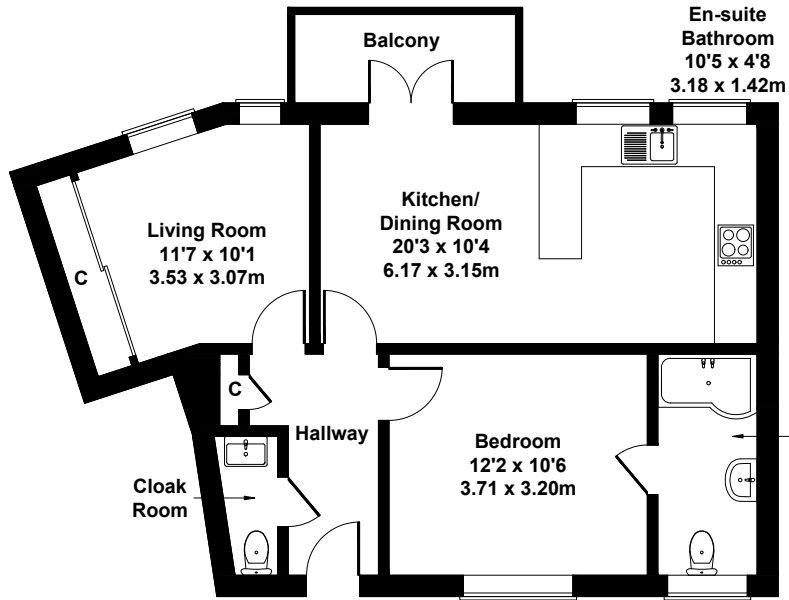 Balcony
En-suite
Bathroom
10'5 x 4'8
3.18 x 1.42m
Living Room
11'7 x 10'1
3.53 x 3.07m
C
Kitchen/
Dining Room
20'3 x 10'4
6.17 x 3.15m
C
Hallway
Bedroom
12'2 x 10'6
3.71 x 3.20m
Cloak
Room